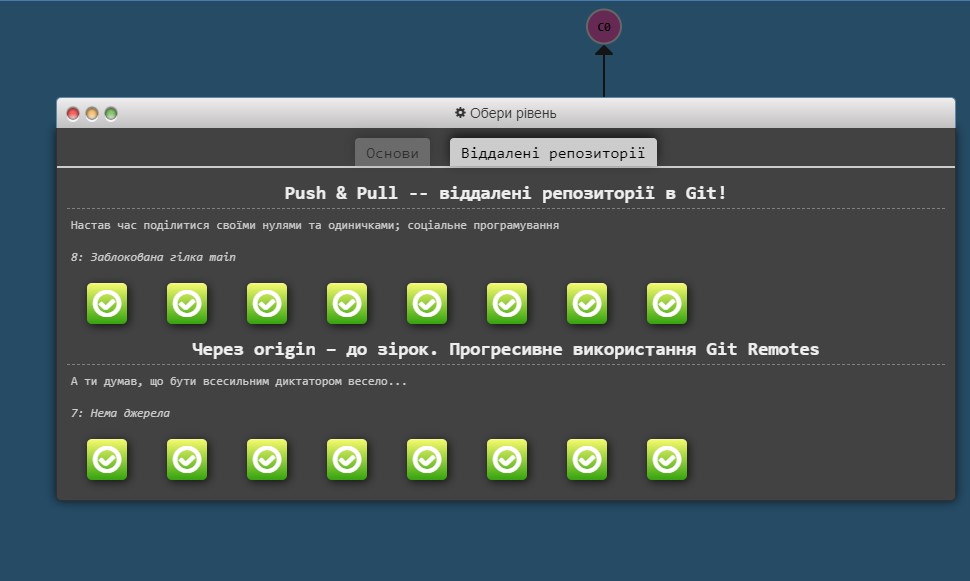 C0
Обери рівень
Основи Віддалені репозиторії
Push & Pull -- віддалені репозиторії в Git!
Настав час поділитися своїми нулями та одиничками; соціальне програмування
8: Заблокована гілка main
Через origin – до зірок. Прогресивне використання Git Remotes
А ти думав, що бути всесильним диктатором весело...
7: Нема джерела